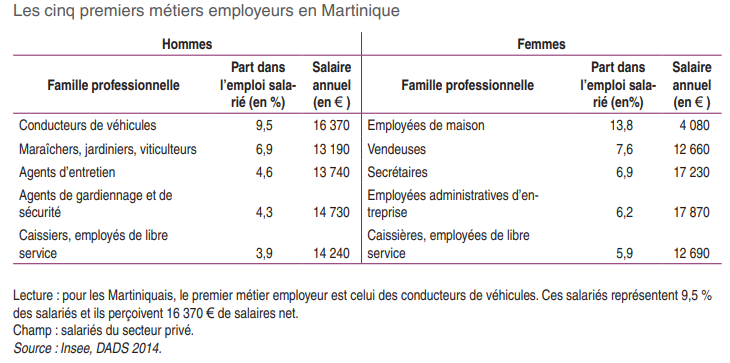 Les cinq premiers métiers employeurs en Martinique
Hommes Femmes
Famille professionnelle Part dans l'emploi sala- rié (en %) Salaire annuel (en € ) Famille professionnelle Part dans l'emploi sala- rié (en%) Salaire annuel (en € )
Conducteurs de véhicules 9,5 16 370 Employées de maison 13,8 4 080
Maraîchers, jardiniers, viticulteurs 6,9 13 190 Vendeuses 7,6 12 660
Agents d'entretien 4,6 13 740 Secrétaires 6,9 17 230
Agents de gardiennage et de sécurité 4,3 14 730 Employées administratives d'en- treprise 6,2 17 870
Caissiers, employés de libre service 3,9 14 240 Caissières, employées de libre service 5,9 12 690
Lecture : pour les Martiniquais, le premier métier employeur est celui des conducteurs de véhicules. Ces salariés représentent 9,5 %
des salariés et ils perçoivent 16 370 € de salaires net.
Champ : salariés du secteur privé.
Source : Insee, DADS 2014.